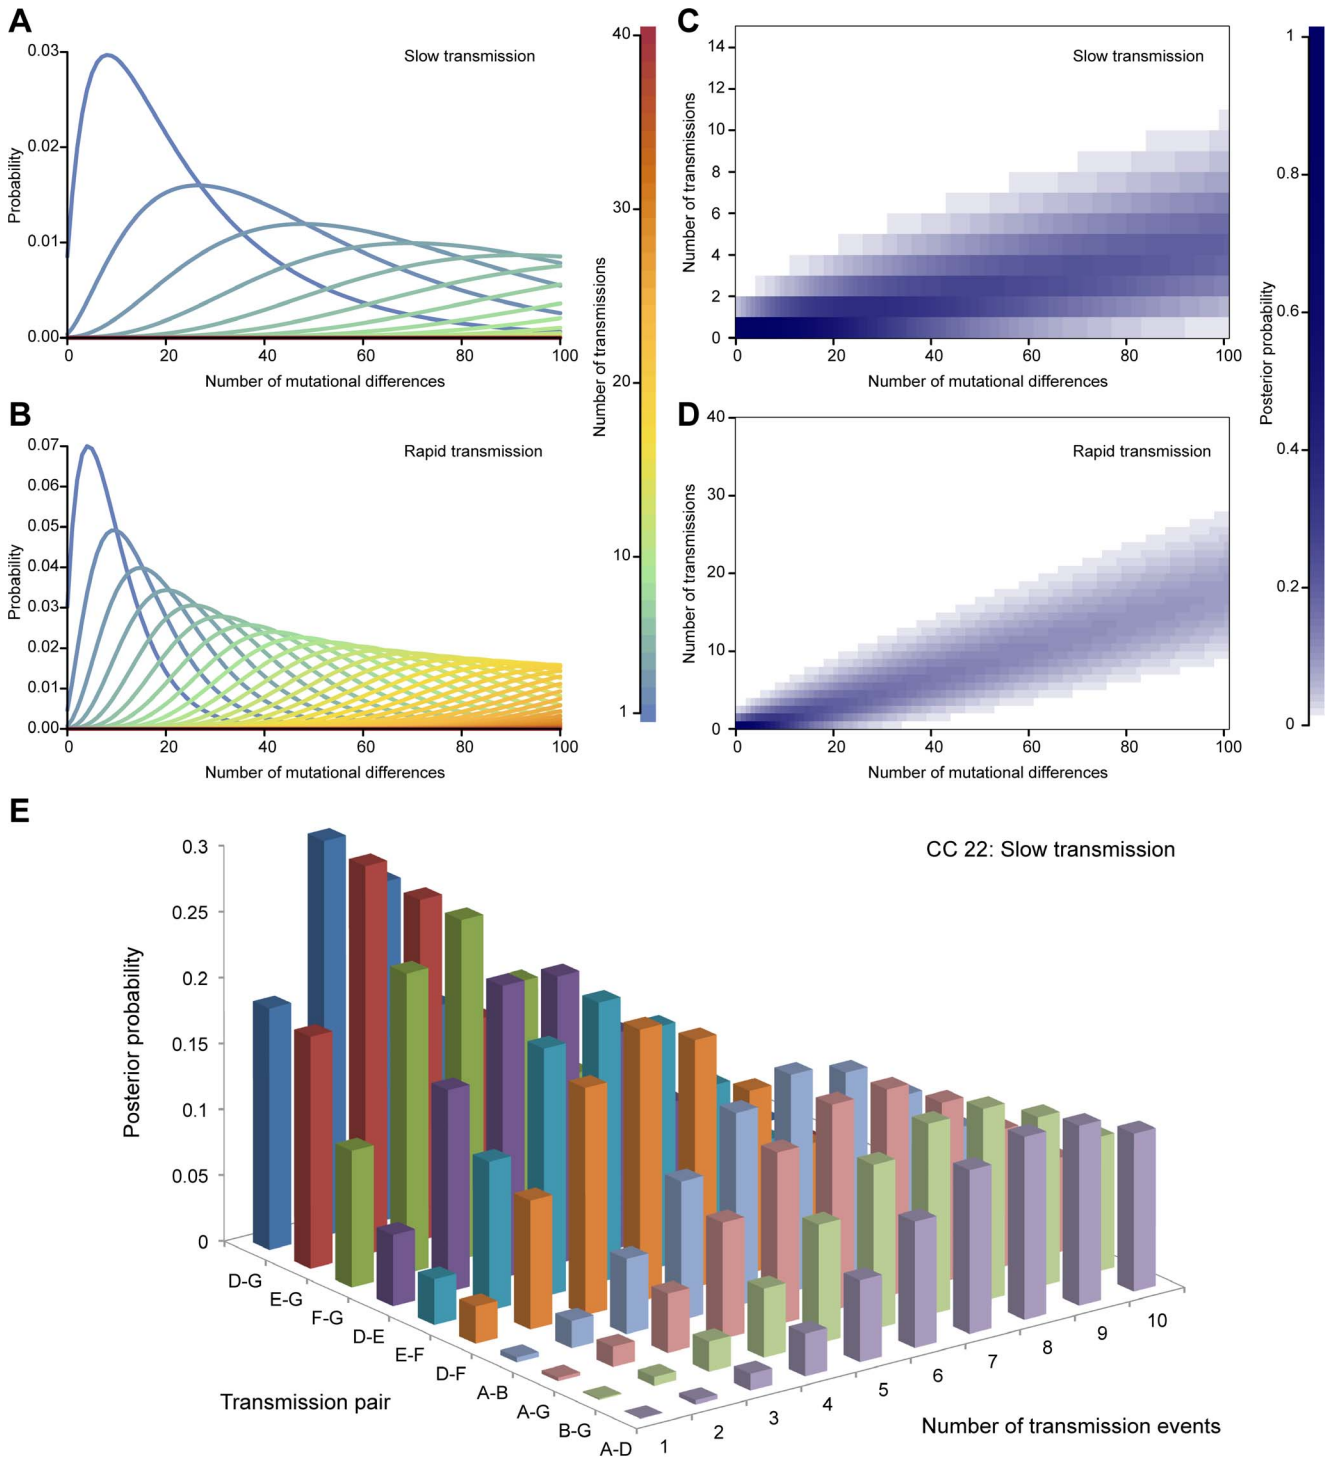 A
Slow transmission
0.03
0.02
0.01
0.00
Probability
0 20 40 60 80 100
Number of mutational differences
B
Rapid transmission
0.07
0.06
0.05
0.04
0.03
0.02
0.01
0.00
Probability
0 20 40 60 80 100
Number of mutational differences
40
30
20
10
1
Number of transmissions
C
Slow transmission
14
12
10
8
6
4
2
0
Number of transmissions
0 20 40 60 80 100
Number of mutational differences
D
Rapid transmission
40
30
20
10
0
Number of transmissions
0 20 40 60 80 100
Number of mutational differences
1
0.8
0.6
0.4
0.2
0
Posterior probability
E
CC 22: Slow transmission
0.3
0.25
0.2
0.15
0.1
0.05
0
Posterior probability
D-G
E-G
F-G
D-E
E-F
D-F
A-B
A-G
B-G
A-D
Transmission pair
1
2
3
4
5
6
7
8
9
10
Number of transmission events